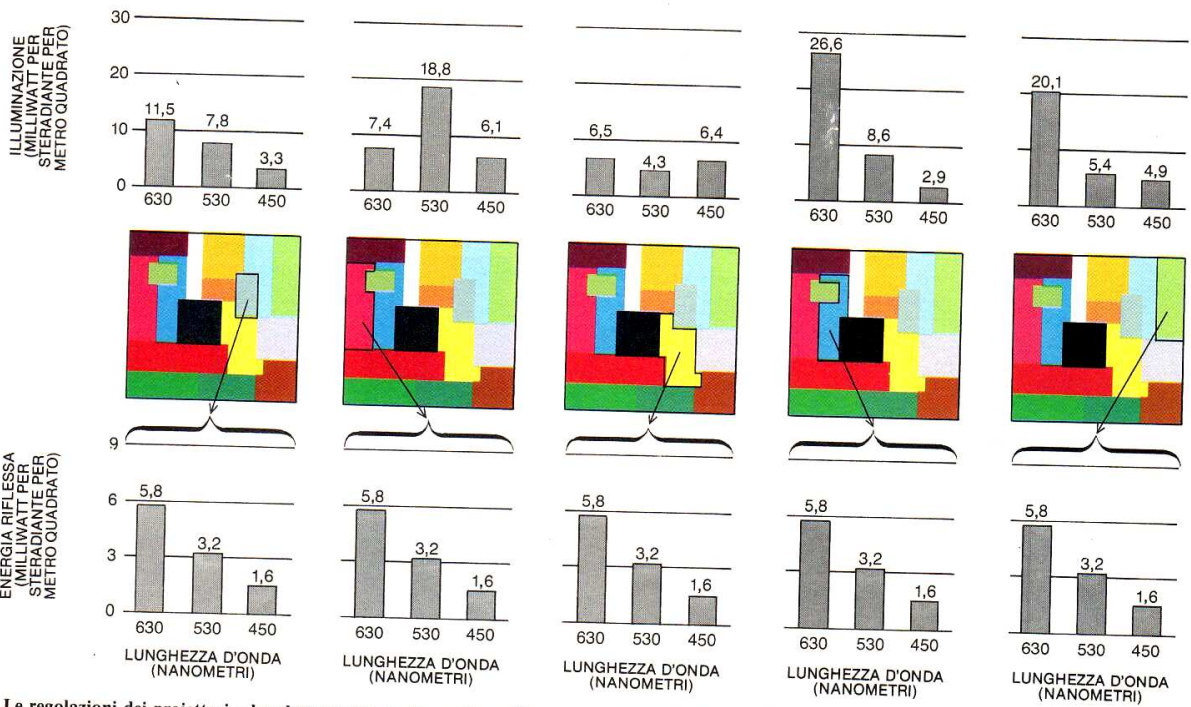 ILLUMINAZIONE
(MILLIWATT PER
STERADIANTE PER
METRO QUADRATO)
30
20
10
0
11,5
7,8
3,3
630 530 450
7,4
18,8
6,1
630 530 450
6,5
4,3
6,4
630 530 450
26,6
8,6
2,9
630 530 450
20,1
5,4
4,9
630 530 450
ENERGIA RIFLESSA
(MILLIWATT PER
STERADIANTE PER
METRO QUADRATO)
9
6
3
0
5,8
3,2
1,6
630 530 450
LUNGHEZZA D'ONDA
(NANOMETRI)
5,8
3,2
1,6
630 530 450
LUNGHEZZA D'ONDA
(NANOMETRI)
5,8
3,2
1,6
630 530 450
LUNGHEZZA D'ONDA
(NANOMETRI)
5,8
3,2
1,6
630 530 450
LUNGHEZZA D'ONDA
(NANOMETRI)
5,8
3,2
1,6
630 530 450
LUNGHEZZA D'ONDA
(NANOMETRI)
Le regolazioni dei